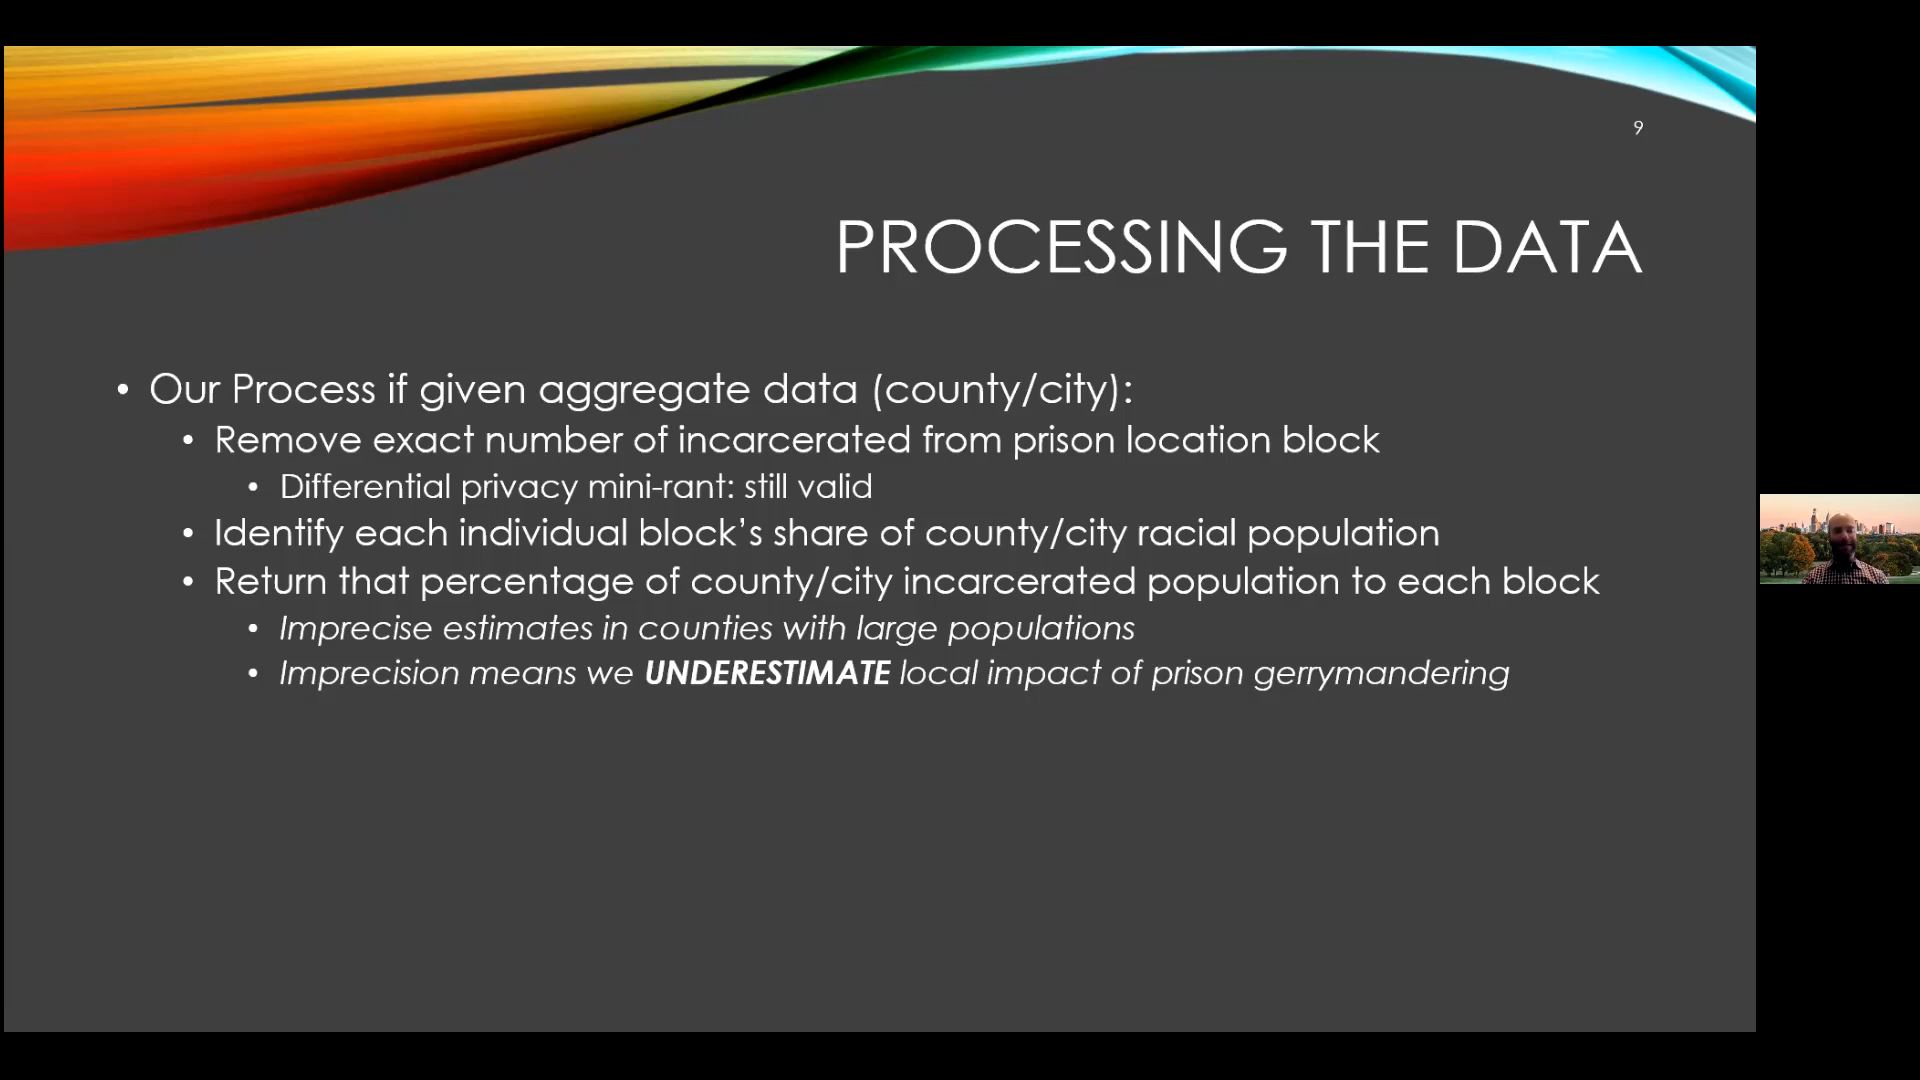 9
PROCESSING THE DATA
• Our Process if given aggregate data (county/city):
• Remove exact number of incarcerated from prison location block
• Differential privacy mini-rant: still valid
• Identify each individual block’s share of county/city racial population
• Return that percentage of county/city incarcerated population to each block
• Imprecise estimates in counties with large populations
• Imprecision means we UNDERESTIMATE local impact of prison gerrymandering